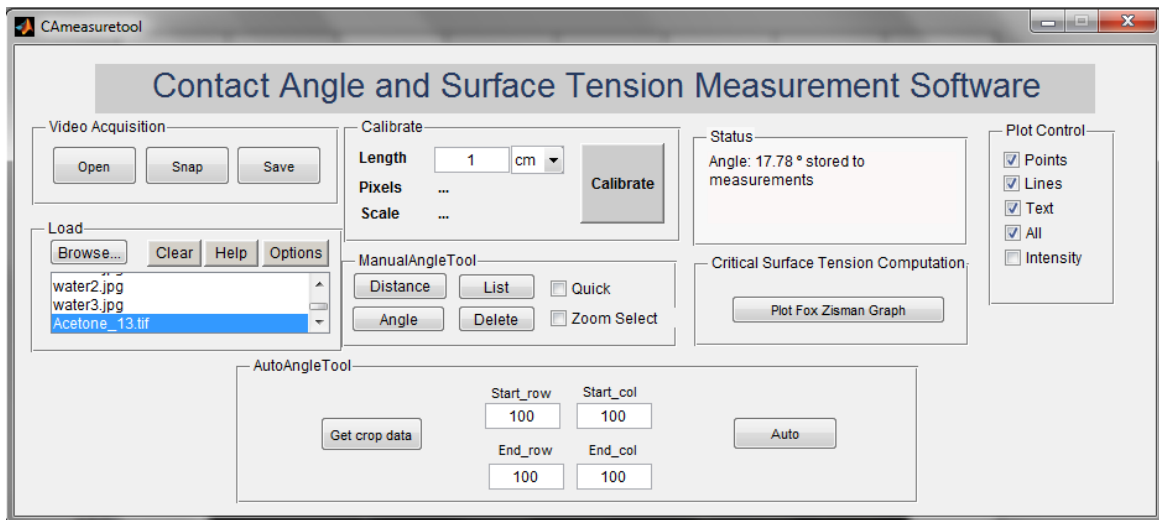 CAmeasuretool
Contact Angle and Surface Tension Measurement Software
Video Acquisition
Open Snap Save
Load
Browse... Clear Help Options
water2.jpg
water3.jpg
Acetone_13.tif
Calibrate
Length 1 cm
Pixels ...
Scale ...
Calibrate
ManualAngleTool
Distance List Quick
Angle Delete Zoom Select
Status
Angle: 17.78 º stored to
measurements
Critical Surface Tension Computation
Plot Fox Zisman Graph
Plot Control
Points
Lines
Text
All
Intensity
AutoAngleTool
Get crop data
Start_row Start_col
100 100
End_row End_col
100 100
Auto